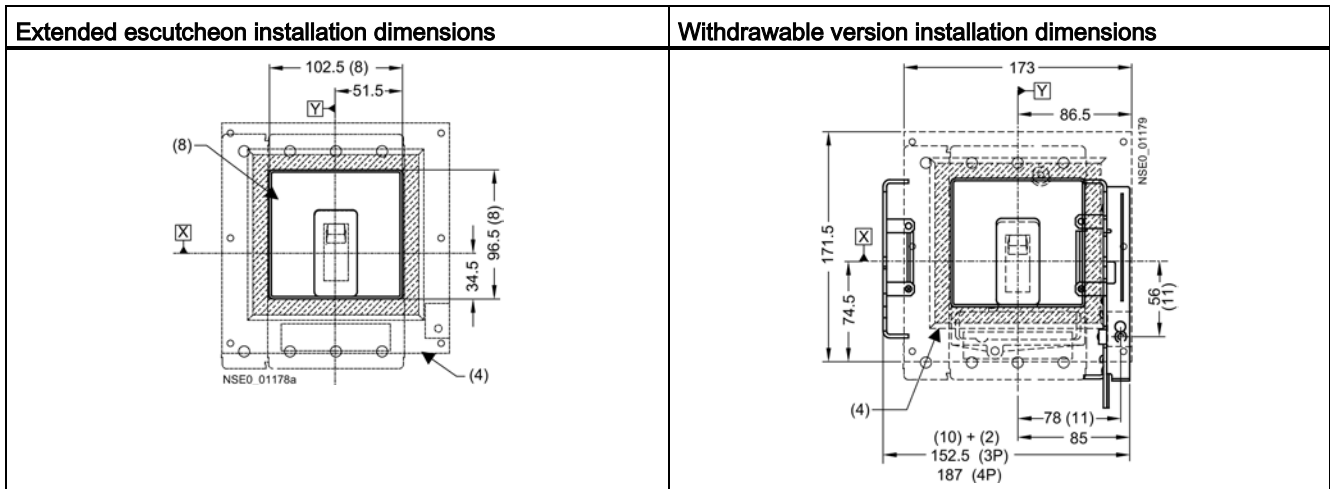 Extended escutcheon installation dimensions
102.5 (8)
51.5
Y
(8)
X
96.5 (8)
34.5
(4)
NSE0_01178a
Withdrawable version installation dimensions
173
Y
86.5
NSE0_01179
171.5
X
74.5
56
(11)
(4)
78 (11)
85
(10) + (2)
152.5 (3P)
187 (4P)